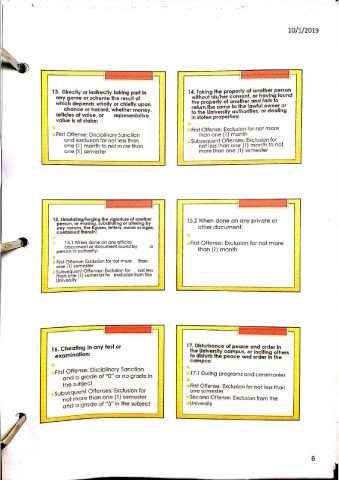 10/1/2019
13. Directly or indirectly taking part in
any game or scheme the result of
which depends wholly or chiefly upon
chance or hazard, whether money,
articles of value, or representative
value is at stake:
First Offense: Disciplinary Sanction
and exclusion for not less than
one (1) month to not more than
one (1) semester
14. Taking the property of another person
without his/her consent, or having found
the property of another and fails to
return the same to the lawful owner or
to the University authorities, or dealing
in stolen properties:
First Offense: Exclusion for not more
than one (1) month
Subsequent Offenses: Exclusion for
not less than one (1) month to not
more than one (1) semester
15. Simulating/forging the signature of another
person, or erasing, substituting or altering by
any means, the figures, letters, words or signs,
contained therein:
15.1 When done on any official
document or document issued by a
person in authority:
First Offense: Exclusion for not more than
one (1) semester
Subsequent Offenses: Exclusion for not less
than one (1) semester to exclusion from the
University
15.2 When done on any private or
other document:
First Offense: Exclusion for not more
than (1) month
16. Cheating in any test or
examination:
First Offense: Disciplinary Sanction
and a grade of "0" or no grade in
the subject
Subsequent Offenses: Exclusion for
not more than one (1) semester
and a grade of "5" in the subject
17. Disturbance of peace and order in
the University campus, or inciting others
to disturb the peace and order in the
campus:
17.1 During programs and ceremonies
First Offense: Exclusion for not less than
one semester
Second Offense: Exclusion from the
University
6